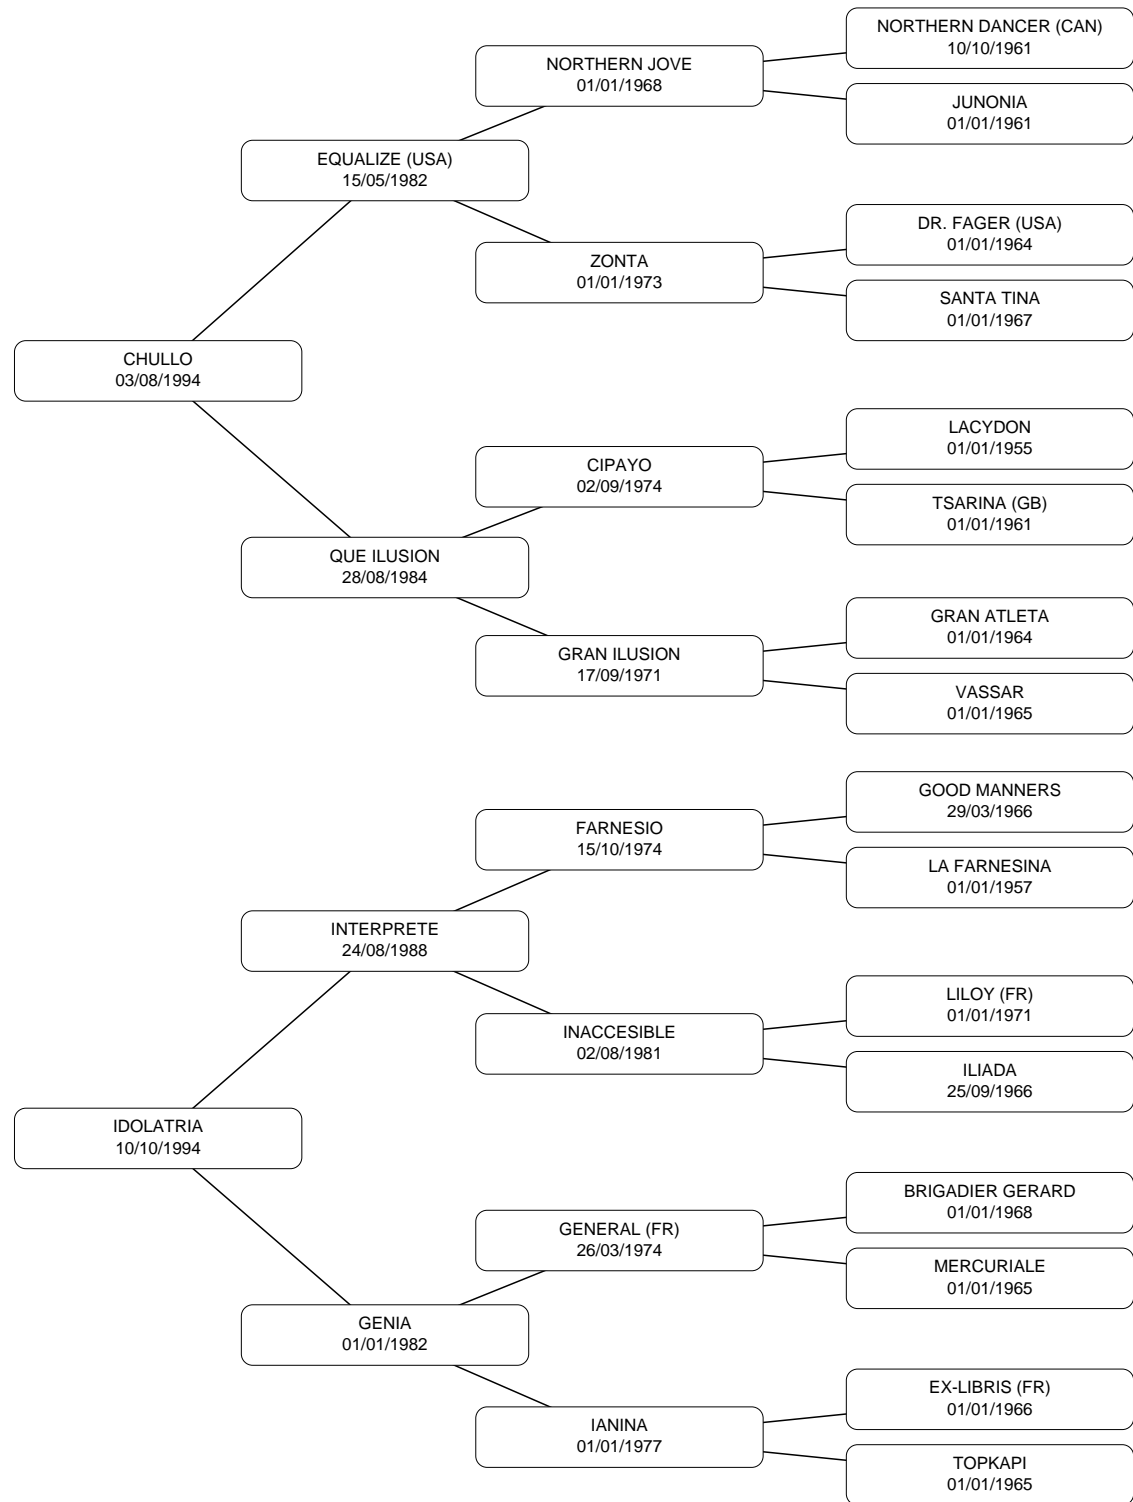 NORTHERN DANCER (CAN)
10/10/1961
NORTHERN JOVE
01/01/1968
JUNONIA
01/01/1961
EQUALIZE (USA)
15/05/1982
DR. FAGER (USA)
01/01/1964
ZONTA
01/01/1973
SANTA TINA
01/01/1967
CHULLO
03/08/1994
LACYDON
01/01/1955
CIPAYO
02/09/1974
TSARINA (GB)
01/01/1961
QUE ILUSION
28/08/1984
GRAN ATLETA
01/01/1964
GRAN ILUSION
17/09/1971
VASSAR
01/01/1965
GOOD MANNERS
29/03/1966
FARNESIO
15/10/1974
LA FARNESINA
01/01/1957
INTERPRETE
24/08/1988
LILOY (FR)
01/01/1971
INACCESIBLE
02/08/1981
ILIADA
25/09/1966
IDOLATRIA
10/10/1994
BRIGADIER GERARD
01/01/1968
GENERAL (FR)
26/03/1974
MERCURIALE
01/01/1965
GENIA
01/01/1982
EX-LIBRIS (FR)
01/01/1966
IANINA
01/01/1977
TOPKAPI
01/01/1965